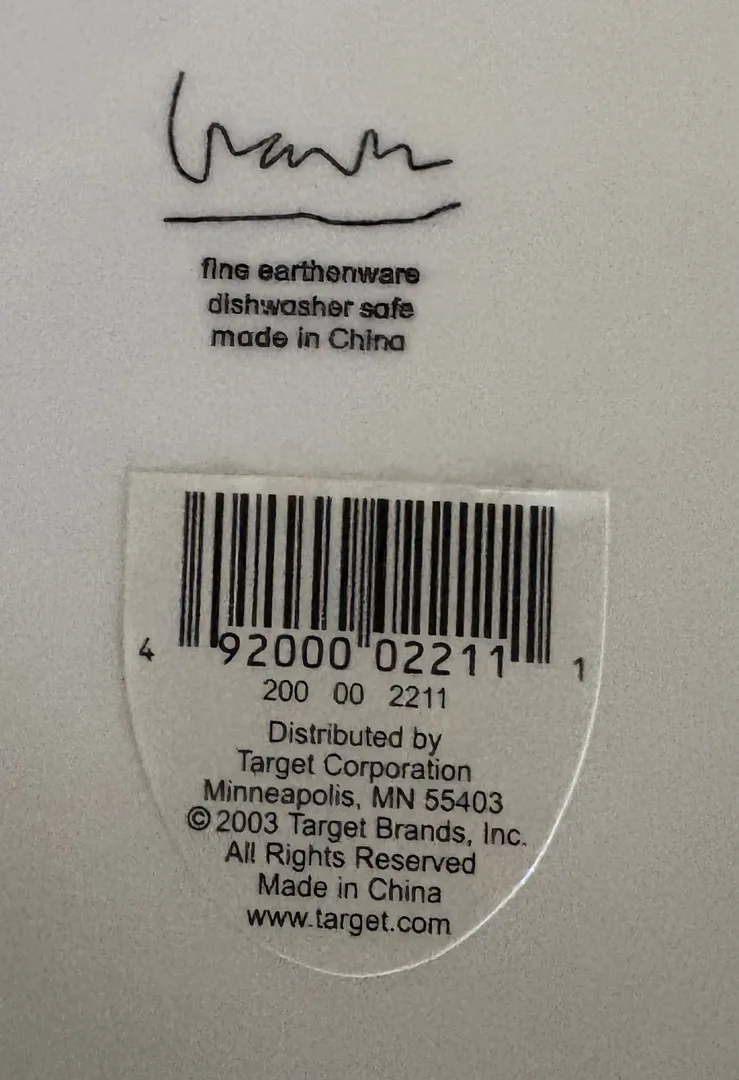 fine earthenware
dishwasher safe
made in China
4 92000 02211 1
200 00 2211
Distributed by
Target Corporation
Minneapolis, MN 55403
©2003 Target Brands, Inc.
All Rights Reserved
Made in China
www.target.com